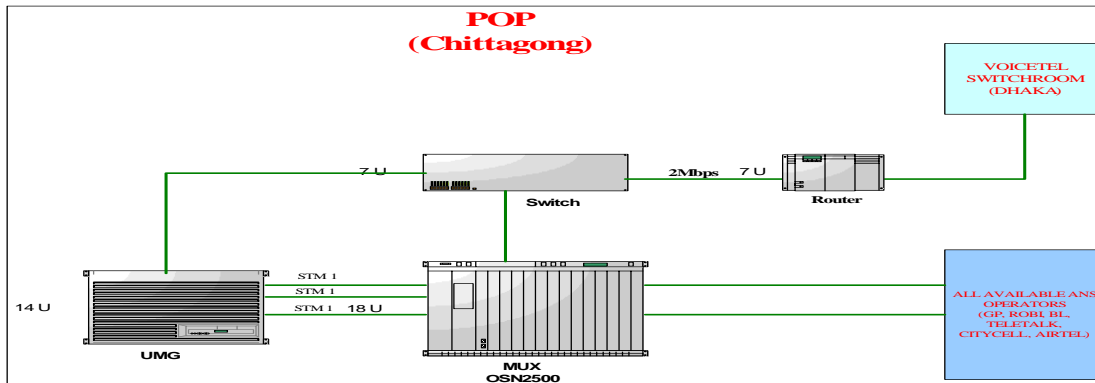 POP
(Chittagong)
VOICETEL
SWITCHROOM
(DHAKA)
7 U
2Mbps
7 U
Switch
Router
STM 1
STM 1
14 U
STM 1
18 U
ALL AVAILABLE ANS
OPERATORS
(GP, ROBI, BL,
TELETALK,
CITYCELL, AIRTEL)
UMG
MUX
OSN2500